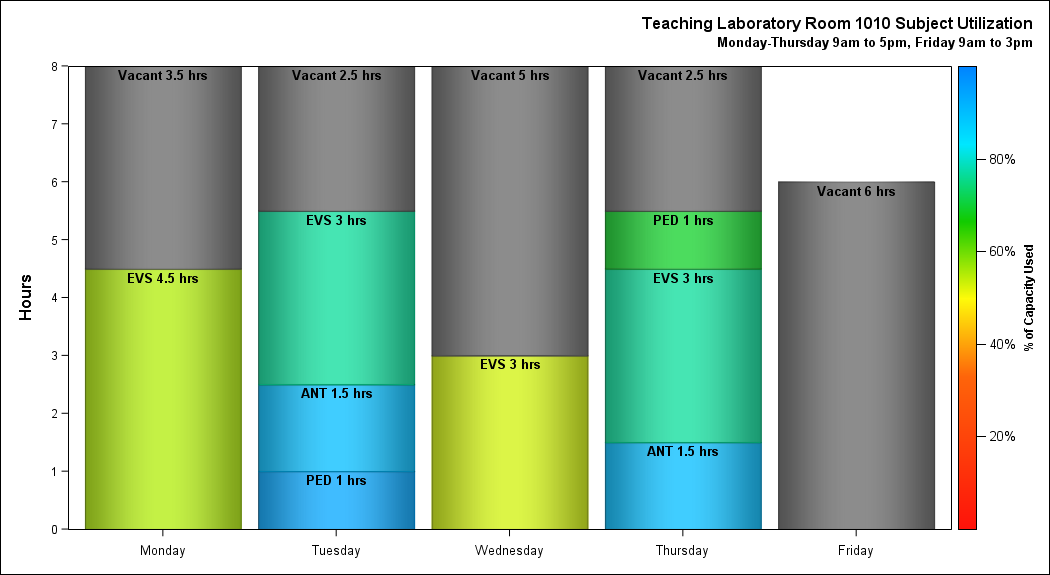 Teaching Laboratory Room 1010 Subject Utilization
Monday-Thursday 9am to 5pm, Friday 9am to 3pm
Hours
8
7
6
5
4
3
2
1
0
Vacant 3.5 hrs
EVS 4.5 hrs
Vacant 2.5 hrs
EVS 3 hrs
ANT 1.5 hrs
PED 1 hrs
Vacant 5 hrs
EVS 3 hrs
Vacant 2.5 hrs
PED 1 hrs
EVS 3 hrs
ANT 1.5 hrs
Vacant 6 hrs
Monday Tuesday Wednesday Thursday Friday
80%
60%
40%
20%
% of Capacity Used